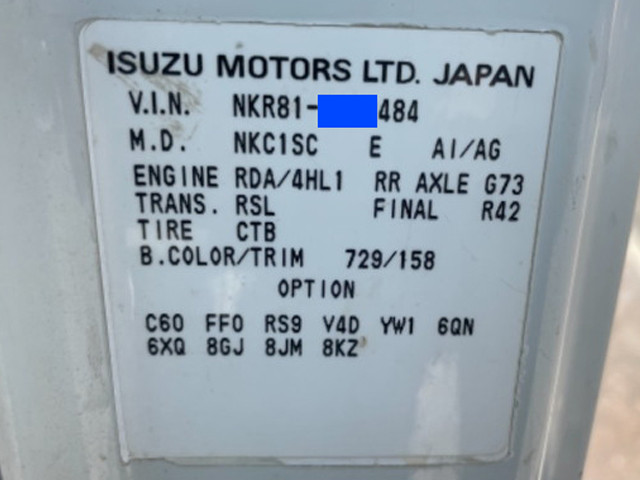 ISUZU MOTORS LTD. JAPAN
V.I.N. NKR81- 484
M.D. NKC1SC E AI/AG
ENGINE RDA/4HL1 RR AXLE G73
TRANS. RSL FINAL R42
TIRE CTB
B.COLOR/TRIM 729/158
OPTION
C60 FF0 RS9 V4D YW1 6QN
6XQ 8GJ 8JM 8KZ